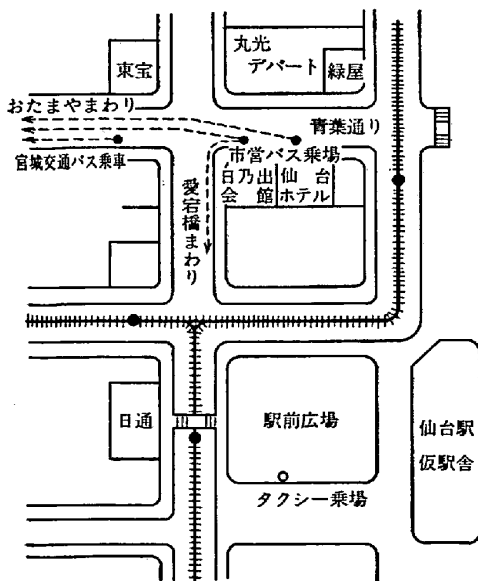 丸光
デパート
緑屋
東宝
おたまやまわり
青葉通り
宮城交通バス乗車
市営バス乗場
日乃出
会館
仙台
ホテル
愛宕橋まわり
日通
駅前広場
仙台駅
仮駅舎
タクシー乗場